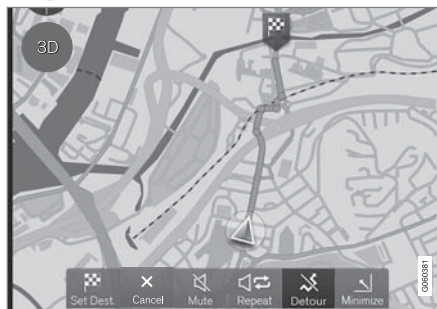 3D
Set Dest.
Cancel
Mute
Repeat
Detour
Minimize
G060381